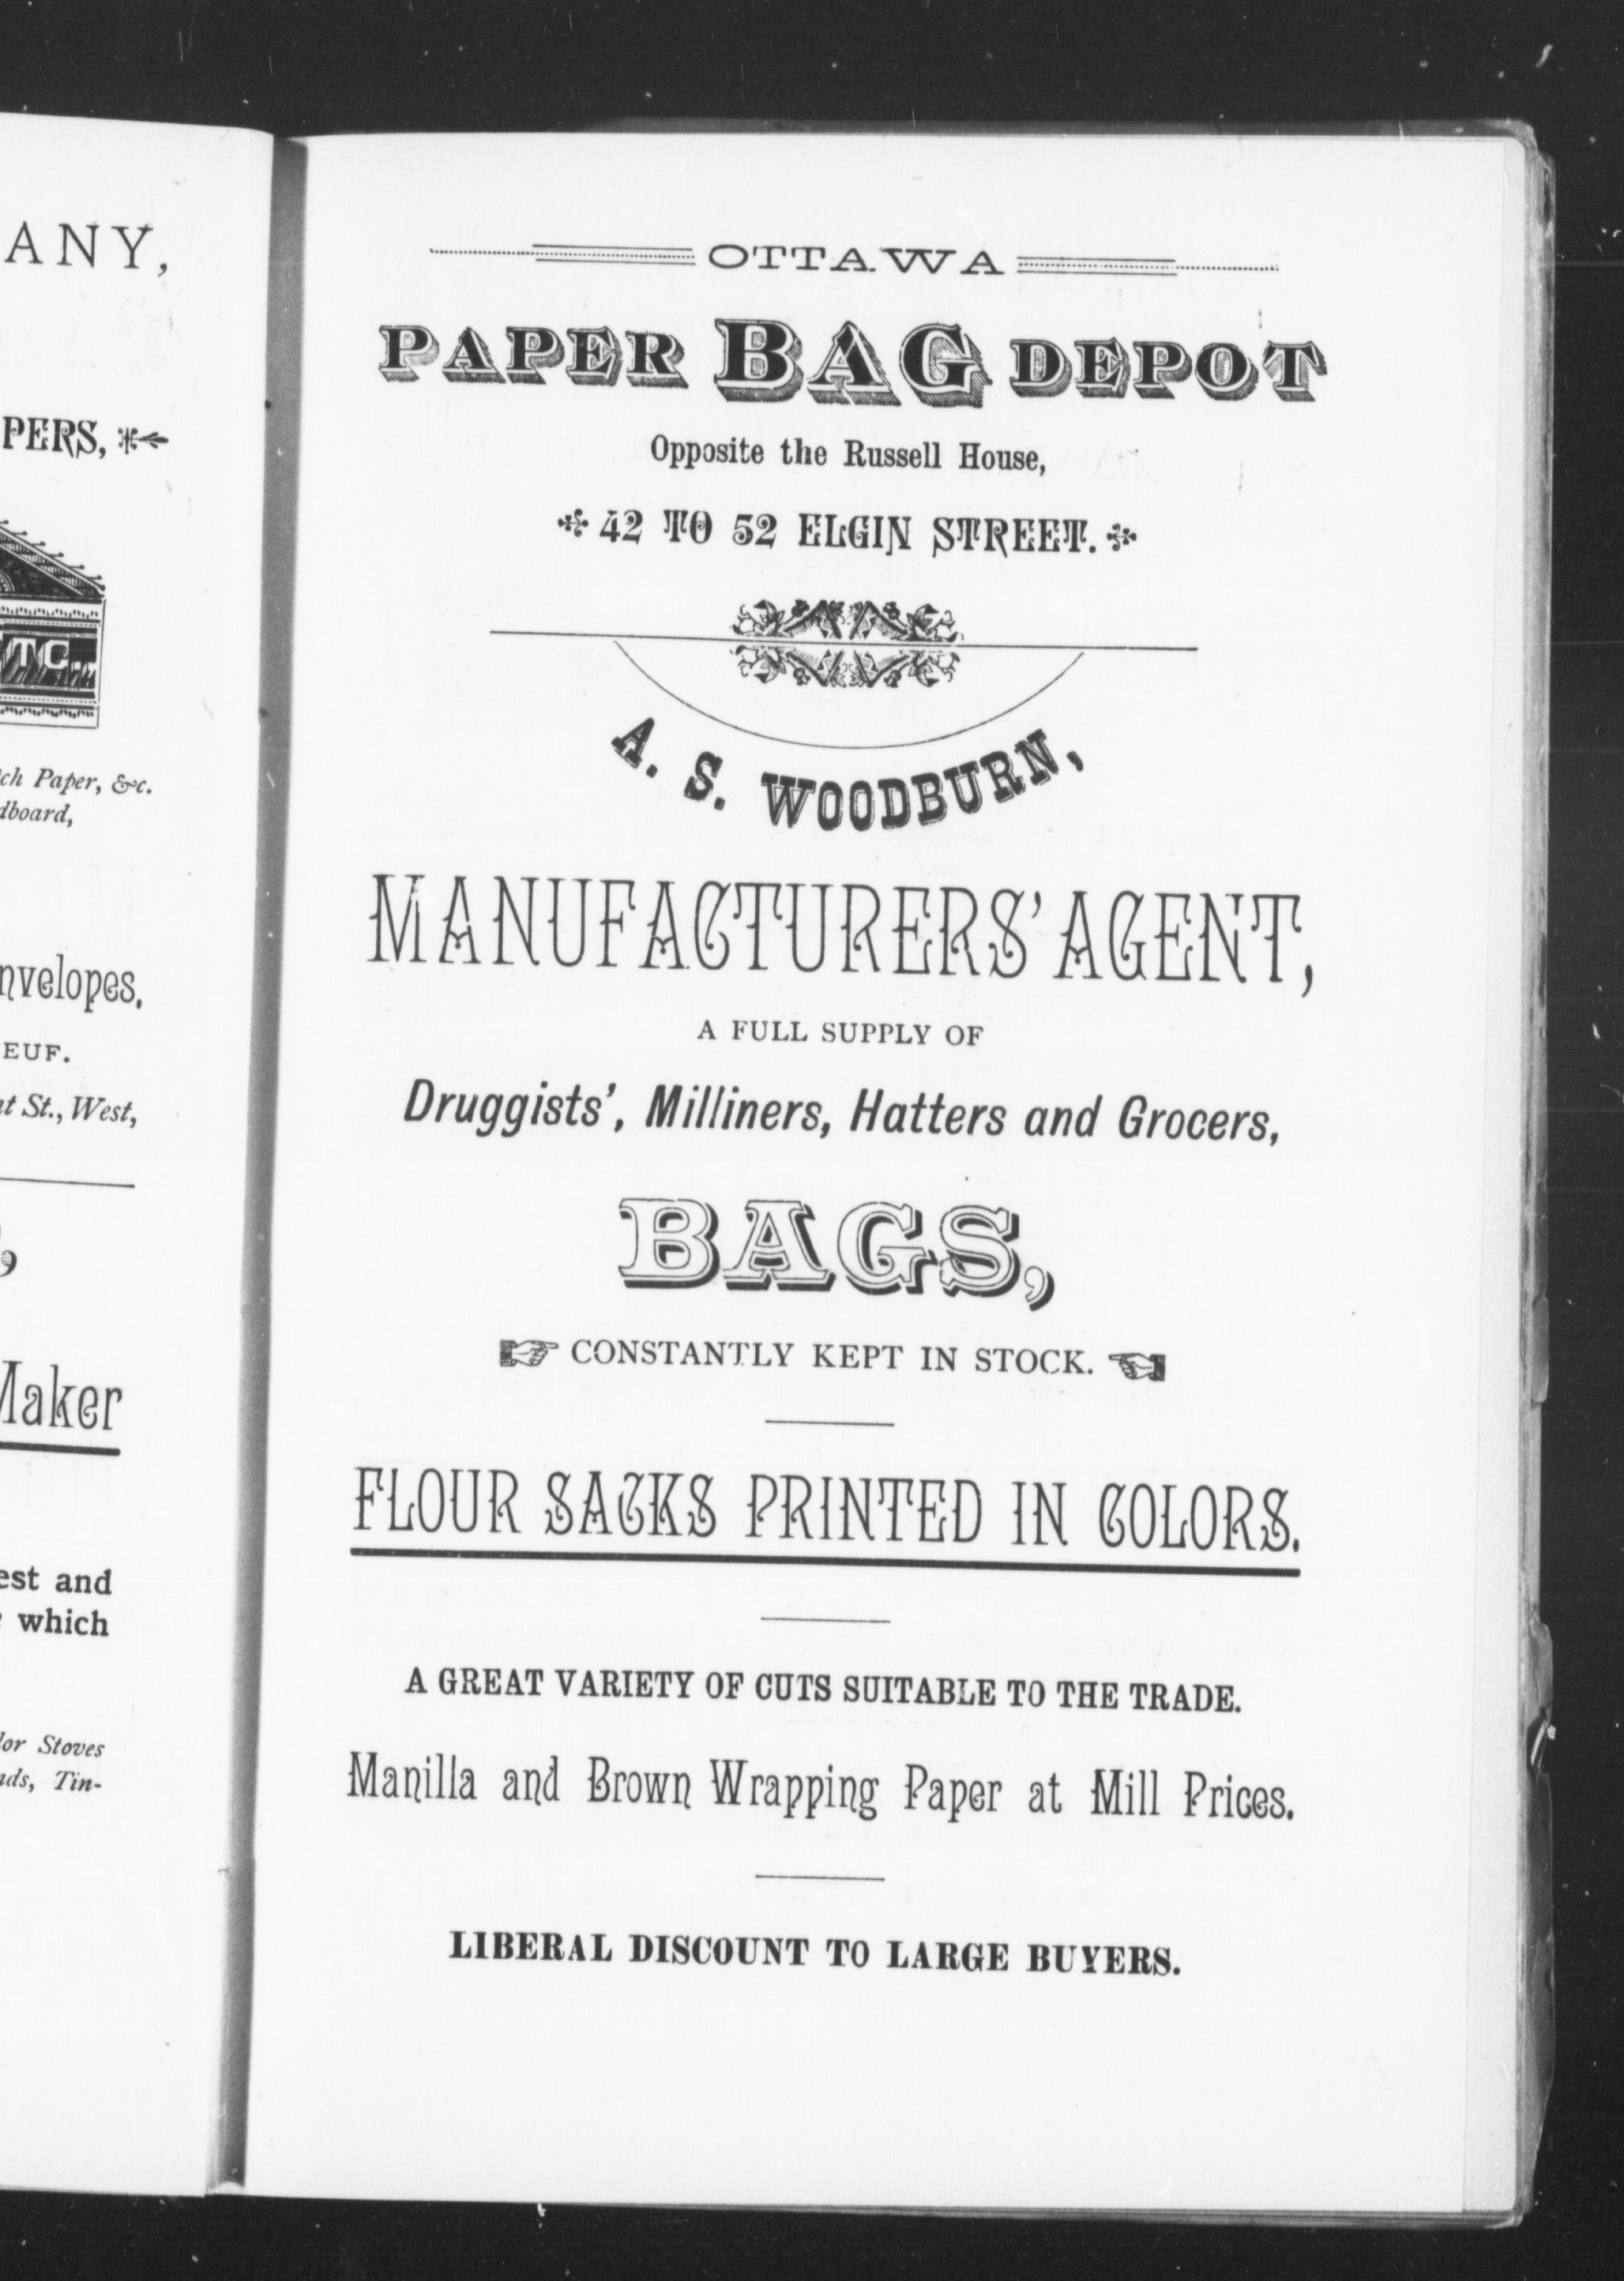 ANY,
PERS,
TC.
ch Paper, &c.
dboard,
nvelopes.
EUF.
nt St., West,
Maker
est and
which
lor Stoves
nds, Tin-
OTTAWA
PAPER BAG DEPOT
Opposite the Russell House,
42 TO 52 ELGIN STREET.
A. S. WOODBURN,
MANUFACTURERS' AGENT,
A FULL SUPPLY OF
Druggists', Milliners, Hatters and Grocers,
BAGS,
CONSTANTLY KEPT IN STOCK.
FLOUR SACKS PRINTED IN COLORS.
A GREAT VARIETY OF CUTS SUITABLE TO THE TRADE.
Manilla and Brown Wrapping Paper at Mill Prices.
LIBERAL DISCOUNT TO LARGE BUYERS.